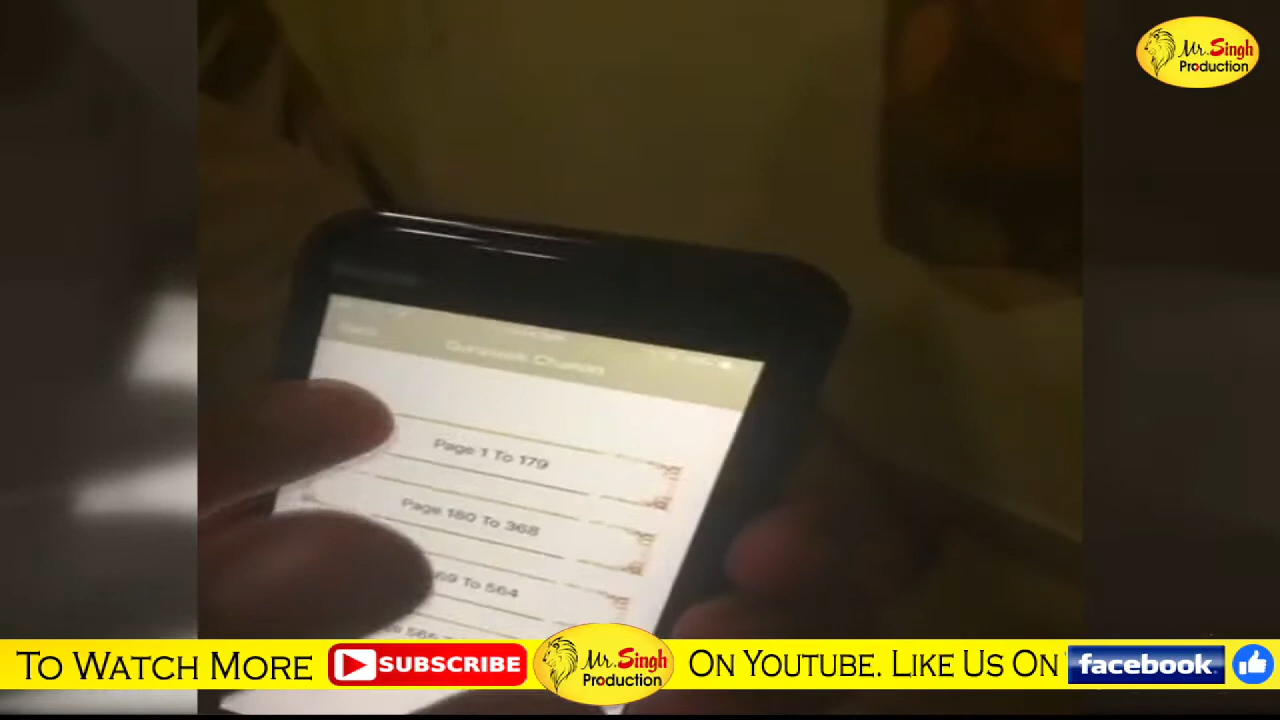 Mr. Singh
Production
Page 1 To 179
Page 180 To 368
69 To 564
TO WATCH MORE SUBSCRIBE Mr. Singh Production ON YOUTUBE. LIKE US ON facebook